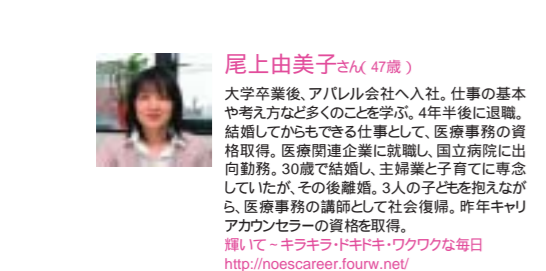 尾上由美子さん( 47歳 )
大学卒業後、アパレル会社へ入社。仕事の基本
や考え方など多くのことを学ぶ。4年半後に退職。
結婚してからもできる仕事として、医療事務の資
格取得。医療関連企業に就職し、国立病院に出
向勤務。30歳で結婚し、主婦業と子育てに専念
していたが、その後離婚。3人の子どもを抱えなが
ら、医療事務の講師として社会復帰。昨年キャリ
アカウンセラーの資格を取得。
輝いて~キラキラ・ドキドキ・ワクワクな毎日
http://noescareer.fourw.net/